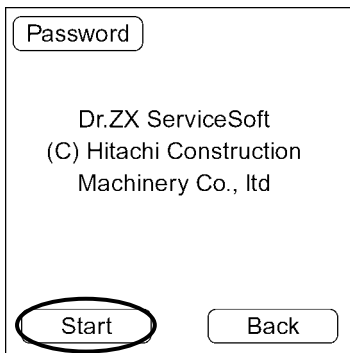 Password
Dr.ZX ServiceSoft
(C) Hitachi Construction
Machinery Co., ltd
Start Back